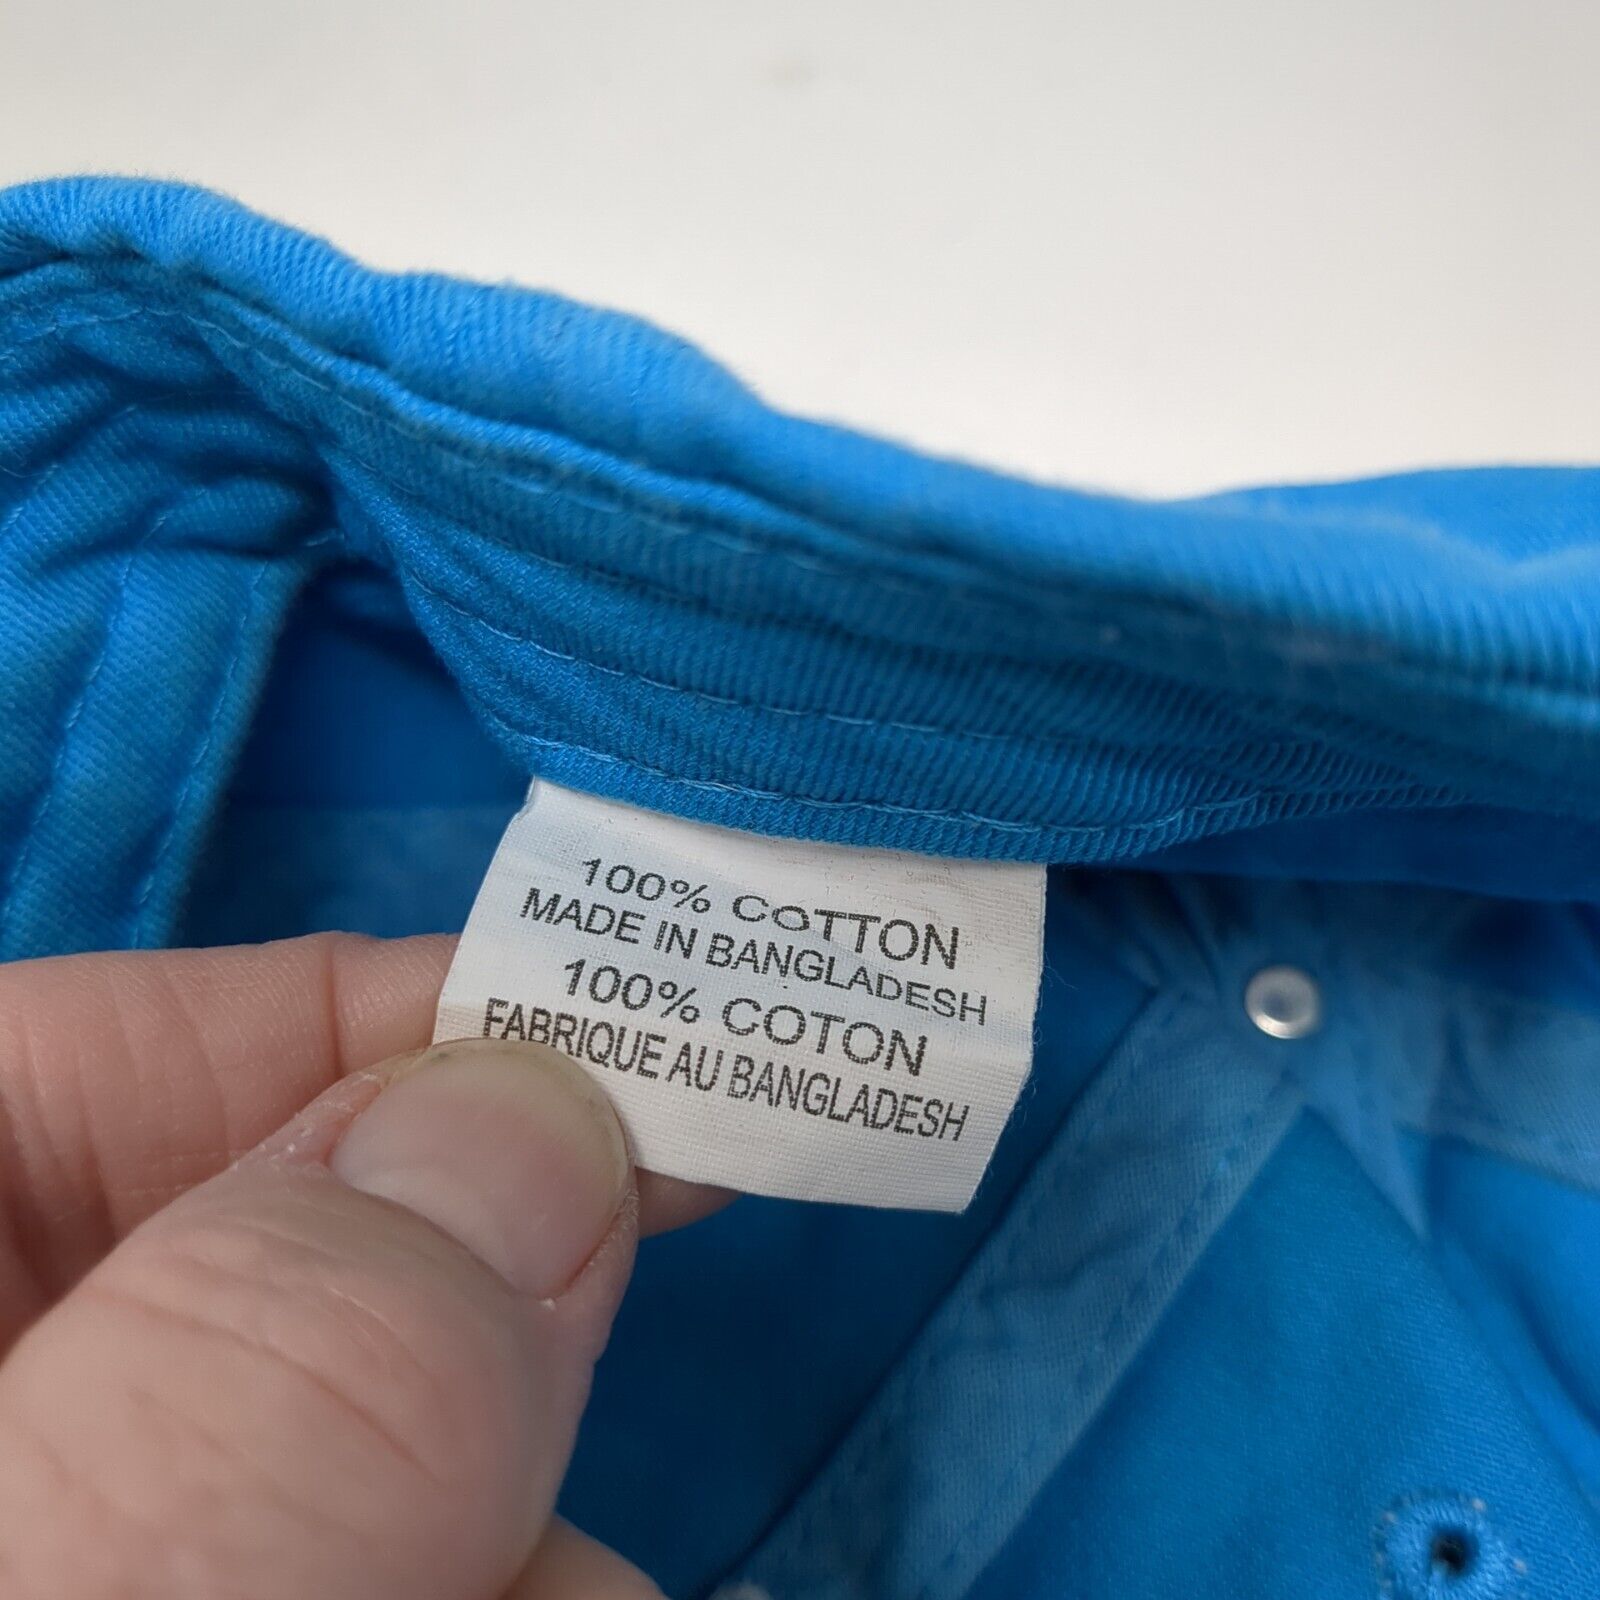 100% COTTON
MADE IN BANGLADESH
100% COTON
FABRIQUE AU BANGLADESH